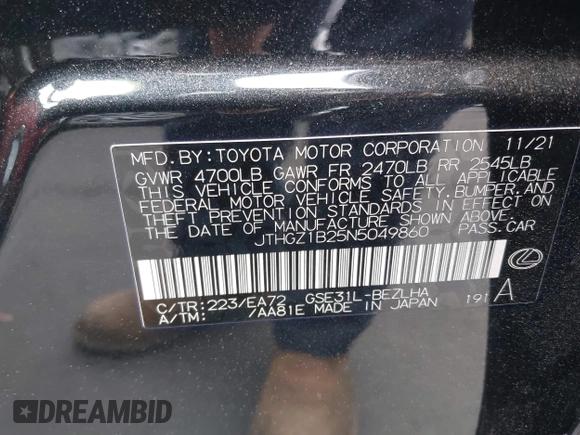 MFD.BY:TOYOTA MOTOR CORPORATION 11/21
GVWR 4700LB GAWR FR 2470LB RR 2545LB
THIS VEHICLE CONFORMS TO ALL APPLICABLE
FEDERAL MOTOR VEHICLE SAFETY,BUMPER,AND
THEFT PREVENTION STANDARDS IN EFFECT ON
THE DATE OF MANUFACTURE SHOWN ABOVE.
JTHGZ1B25N5049860 PASS.CAR
C/TR:223/EA72 GSE31L-BEZLHA
A/TM: /AA81E MADE IN JAPAN 191 A
DREAMBID